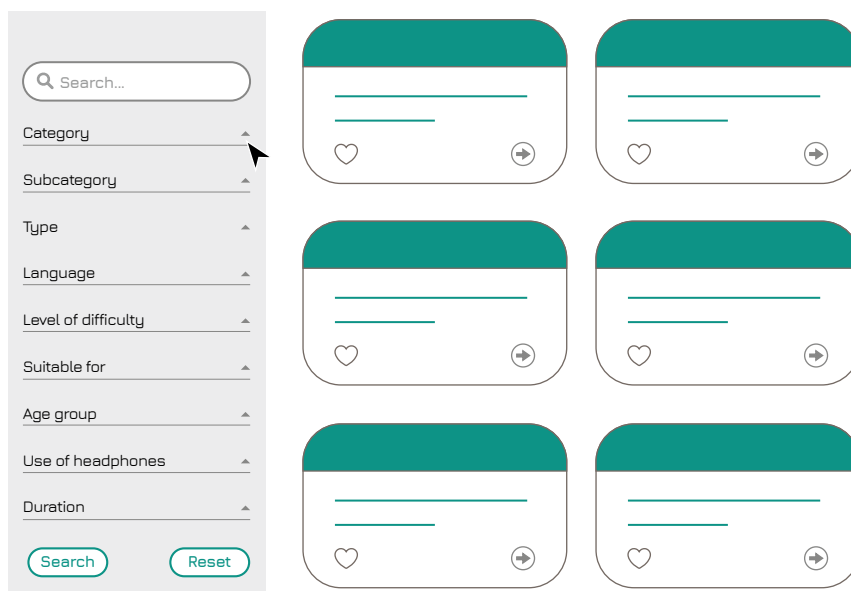 Search...
Category
Subcategory
Type
Language
Level of difficulty
Suitable for
Age group
Use of headphones
Duration
Search
Reset